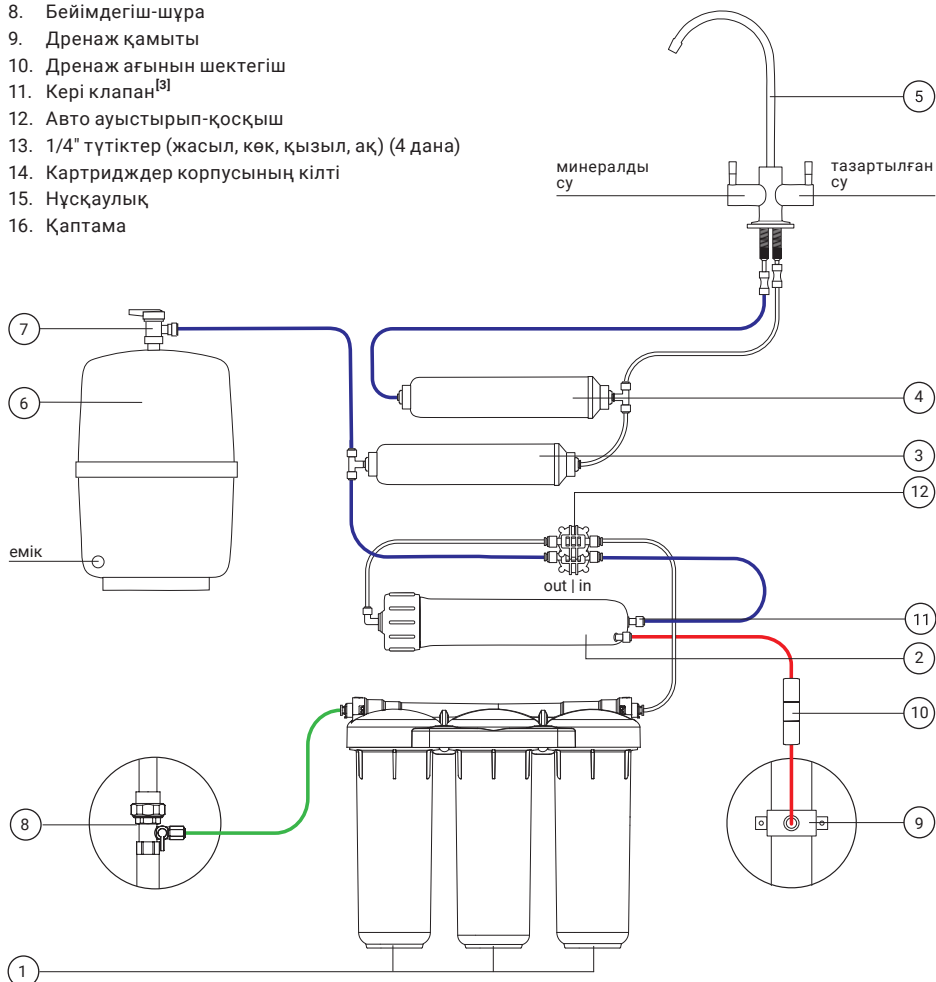 8. Бейімдегіш-шұра
9. Дренаж қамыты
10. Дренаж ағынын шектегіш
11. Кері клапан[3]
12. Авто ауыстырып-қосқыш
13. 1/4" түтіктер (жасыл, көк, қызыл, ақ) (4 дана)
14. Картридждер корпусының кілті
15. Нұсқаулық
16. Қаптама
5
минералды
су
тазартылған
су
7
6
4
3
12
емік
out | in
11
2
10
8
9
1